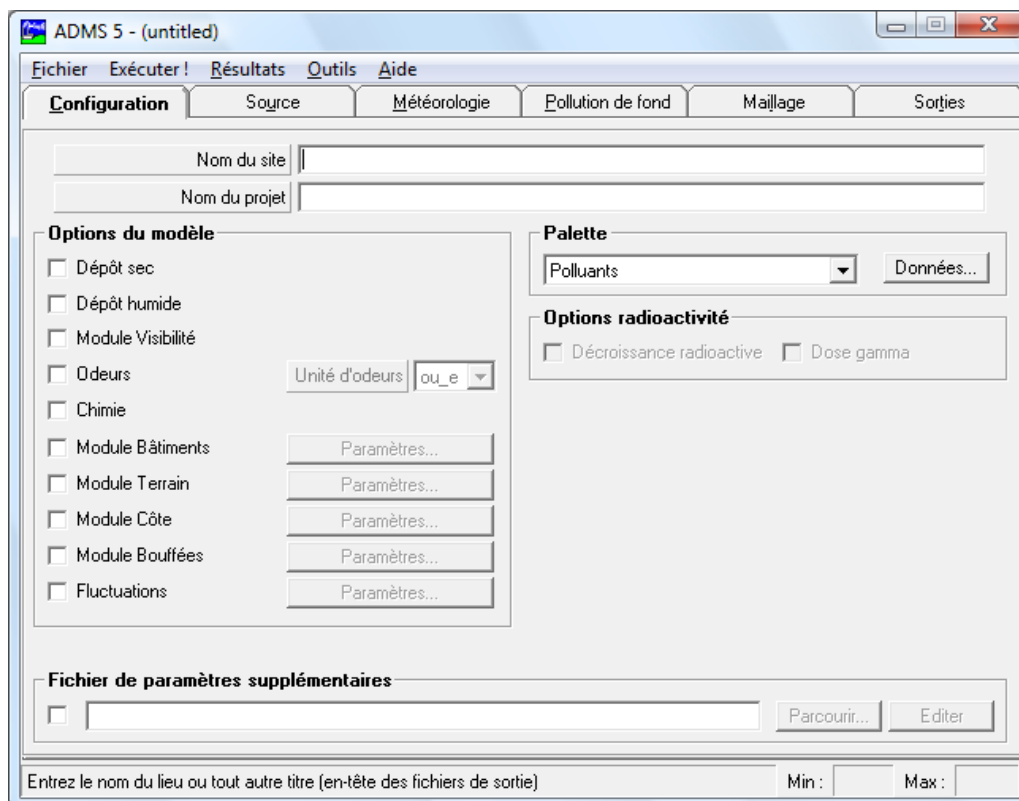 ADMS 5 - (untitled)
Fichier Exécuter ! Résultats Outils Aide
Configuration Source Météorologie Pollution de fond Maillage Sorties
Nom du site
Nom du projet
Options du modèle
Dépôt sec
Dépôt humide
Module Visibilité
Odeurs Unité d'odeurs ou_e
Chimie
Module Bâtiments Paramètres...
Module Terrain Paramètres...
Module Côte Paramètres...
Module Bouffées Paramètres...
Fluctuations Paramètres...
Palette
Polluants Données...
Options radioactivité
Décroissance radioactive Dose gamma
Fichier de paramètres supplémentaires
Parcourir... Editer
Entrez le nom du lieu ou tout autre titre (en-tête des fichiers de sortie) Min : Max :